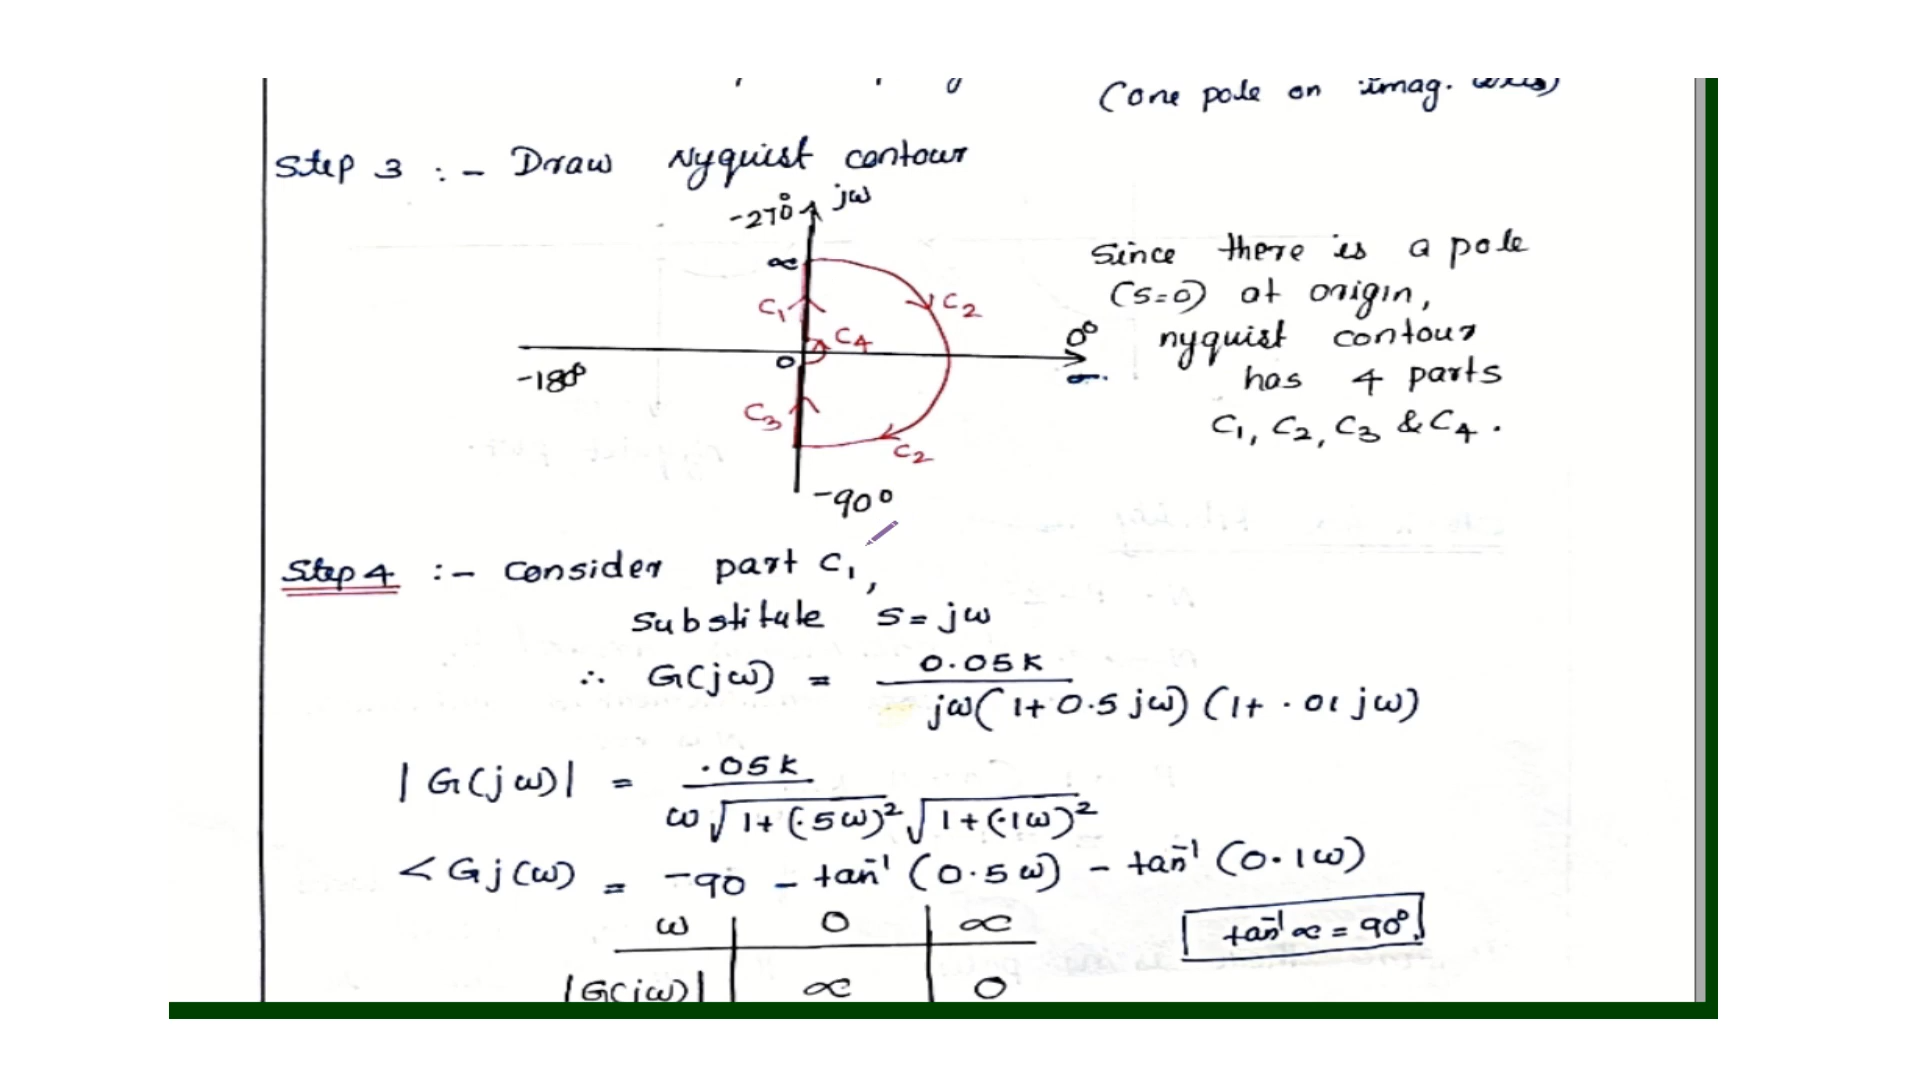 (one pole on imag. axis)
Step 3 :- Draw Nyquist contour
-270° jω
∞
C1
C2
C4
0
0°
-180°
σ
C3
C2
-90°
Since there is a pole
(s=0) at origin,
nyquist contour
has 4 parts
C1, C2, C3 & C4.
Step 4 :- Consider part C1,
Substitute s = jω
∴ G(jω) = 0.05K / jω(1+0.5jω)(1+.01jω)
|G(jω)| = .05K / ω√1+(.5ω)² √1+(.1ω)²
<Gj(ω) = -90 - tan⁻¹(0.5ω) - tan⁻¹(0.1ω)
ω 0 ∞
tan⁻¹∞ = 90°
|G(jω)| ∞ 0